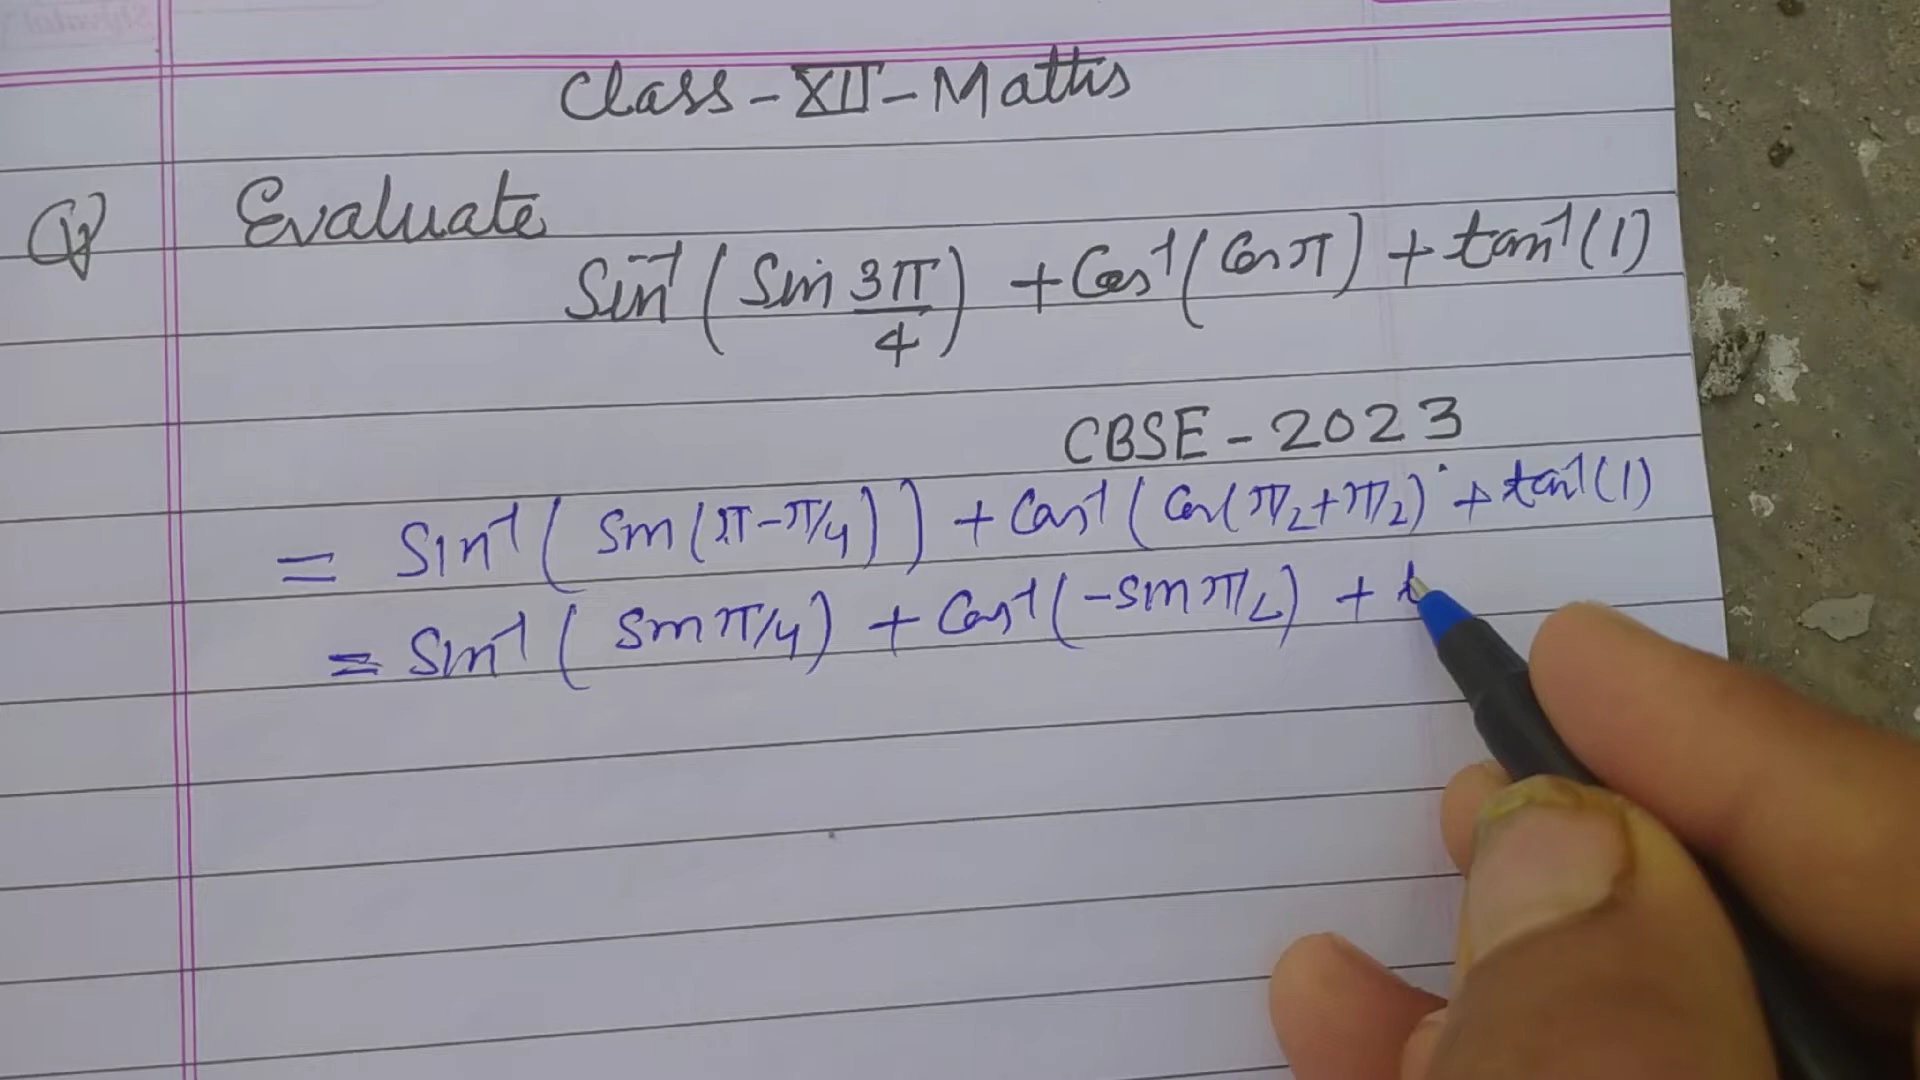 Class - XII - Maths
Q Evaluate
Sin⁻¹(Sin 3π/4) + Cos⁻¹(Cos π) + tan⁻¹(1)
CBSE - 2023
= Sin⁻¹(Sin(π - π/4)) + Cos⁻¹(Cos(π/2 + π/2) + tan⁻¹(1)
= Sin⁻¹(Sin π/4) + Cos⁻¹(-Sin π/2) + t